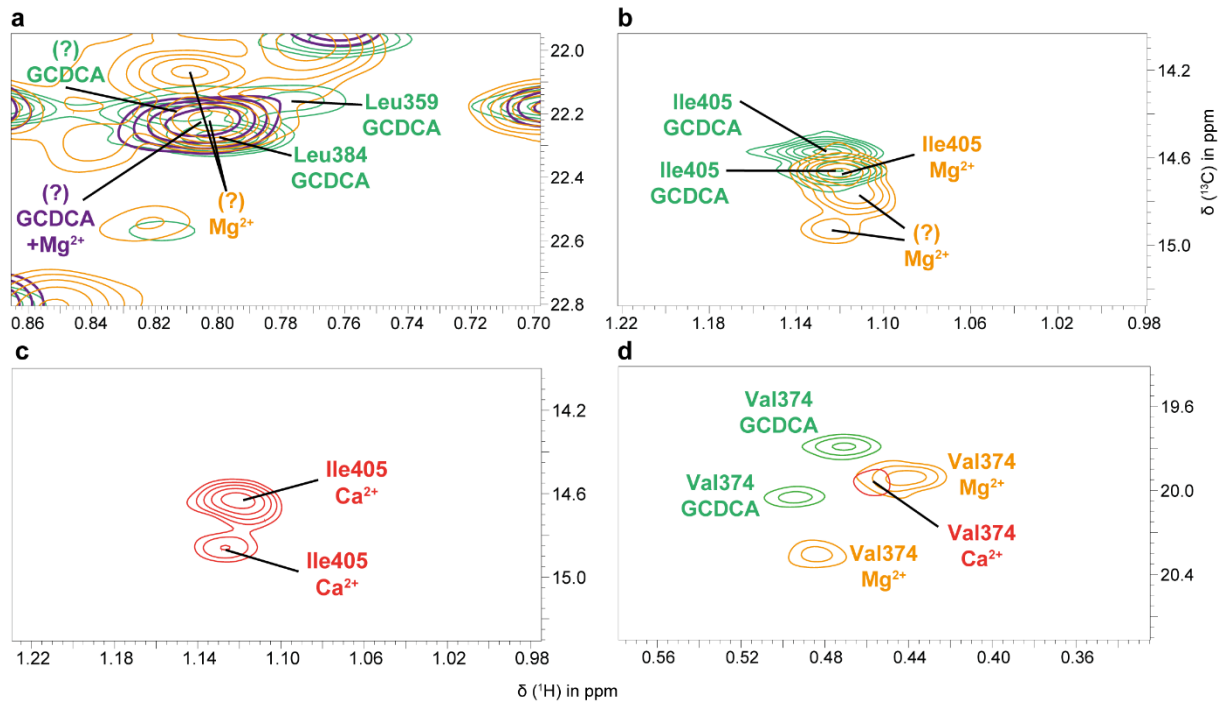 a
(?)
GCDCA
Leu359
GCDCA
Leu384
GCDCA
(?)
GCDCA
+Mg²⁺
(?)
Mg²⁺
22.0
22.2
22.4
22.6
22.8
0.86 0.84 0.82 0.80 0.78 0.76 0.74 0.72 0.70
b
Ile405
GCDCA
Ile405
GCDCA
Ile405
Mg²⁺
(?)
Mg²⁺
14.2
14.6
15.0
δ (¹³C) in ppm
1.22 1.18 1.14 1.10 1.06 1.02 0.98
c
Ile405
Ca²⁺
Ile405
Ca²⁺
14.2
14.6
15.0
1.22 1.18 1.14 1.10 1.06 1.02 0.98
d
Val374
GCDCA
Val374
GCDCA
Val374
Mg²⁺
Val374
Ca²⁺
Val374
Mg²⁺
19.6
20.0
20.4
δ (¹³C) in ppm
0.56 0.52 0.48 0.44 0.40 0.36
δ (¹H) in ppm